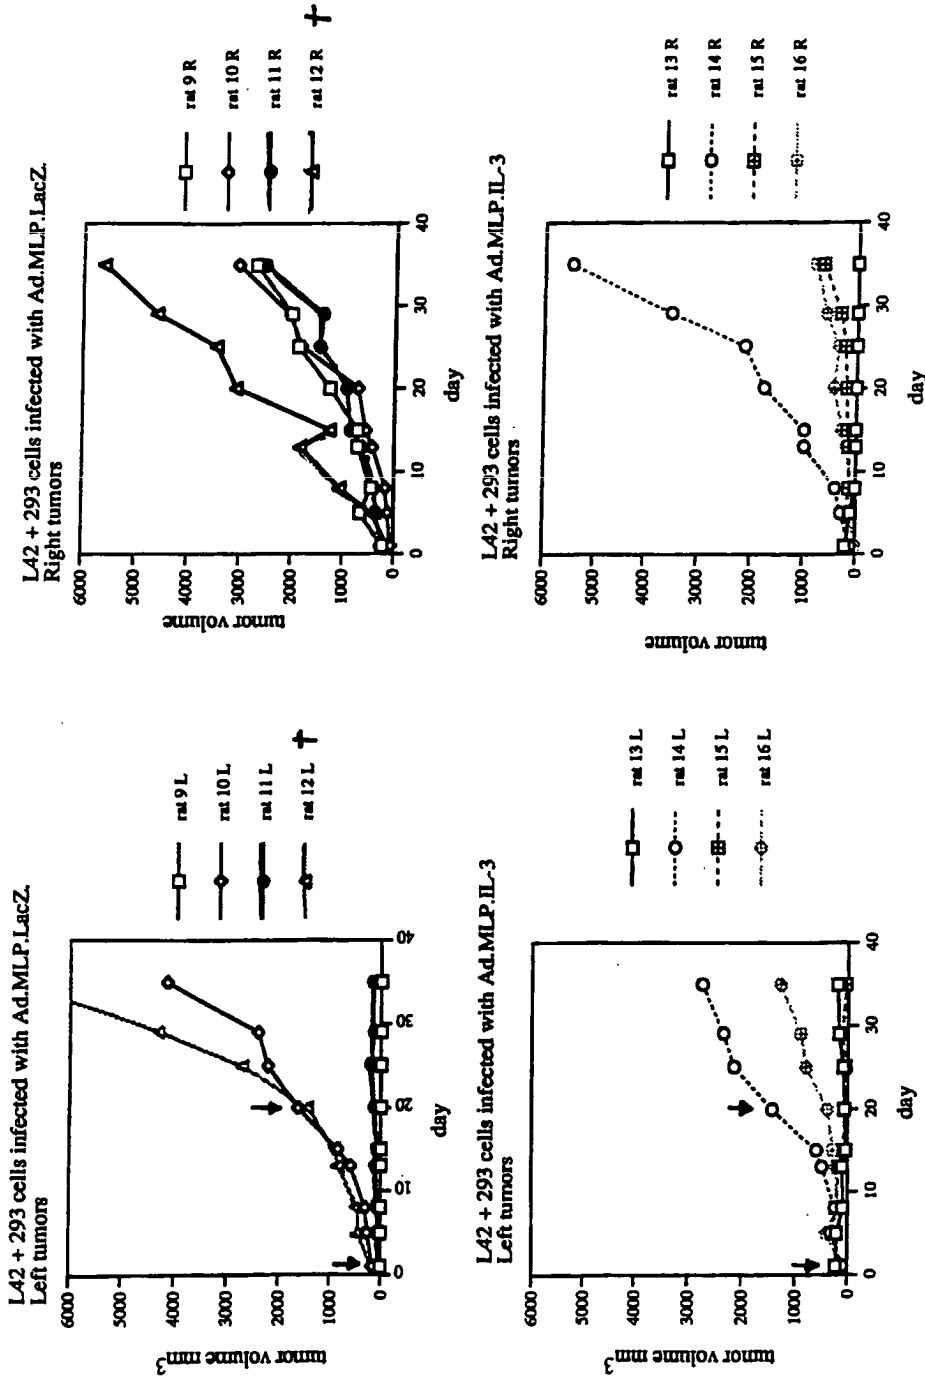 L42 + 293 cells infected with Ad.MLP.LacZ.
Left tumors
tumor volume mm3
6000
5000
4000
3000
2000
1000
0
0
10
20
30
40
day
rat 9 L
rat 10 L
rat 11 L
rat 12 L †
L42 + 293 cells infected with Ad.MLP.LacZ.
Right tumors
tumor volume
6000
5000
4000
3000
2000
1000
0
0
10
20
30
40
day
rat 9 R
rat 10 R
rat 11 R
rat 12 R †
L42 + 293 cells infected with Ad.MLP.IL-3
Left tumors
tumor volume mm3
6000
5000
4000
3000
2000
1000
0
0
10
20
30
40
day
rat 13 L
rat 14 L
rat 15 L
rat 16 L
L42 + 293 cells infected with Ad.MLP.IL-3
Right tumors
tumor volume
6000
5000
4000
3000
2000
1000
0
0
10
20
30
40
day
rat 13 R
rat 14 R
rat 15 R
rat 16 R